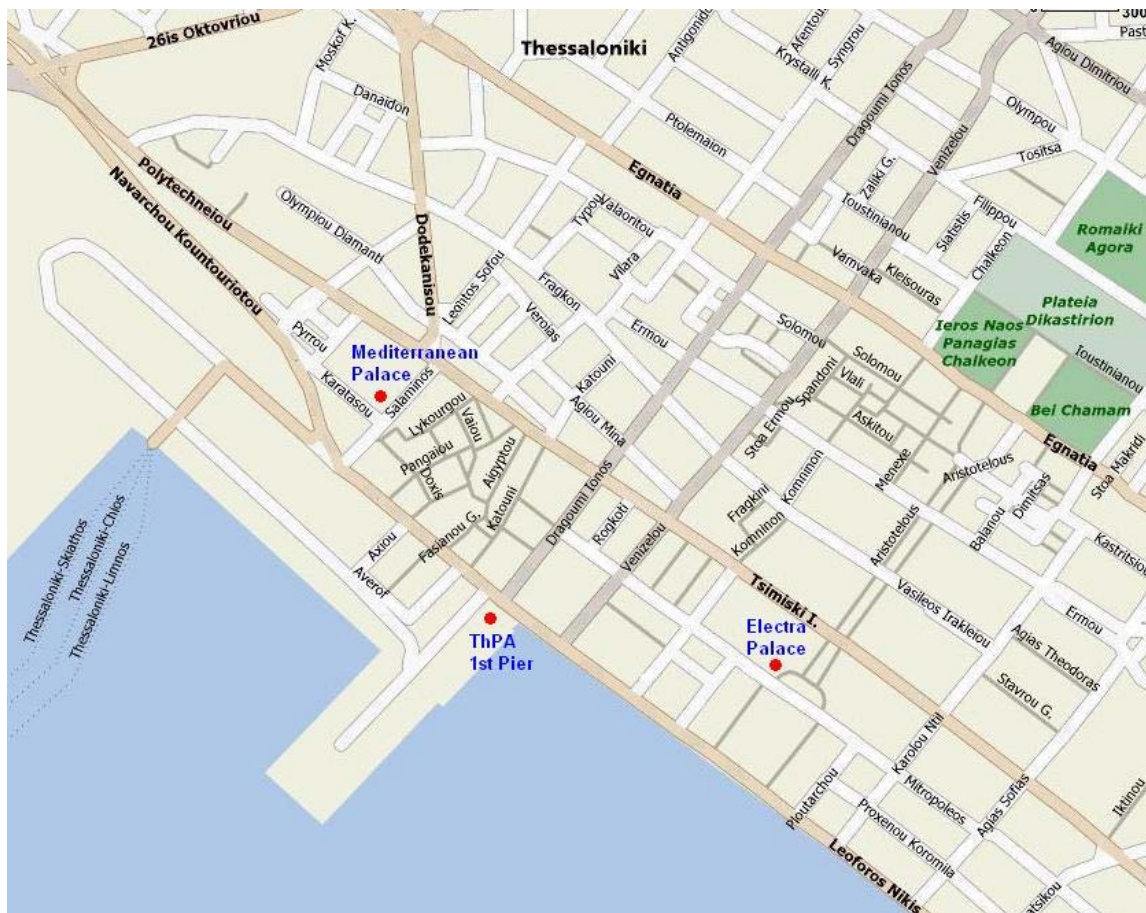 300
Past
26is Oktovriou
Moskof K.
Thessaloniki
Antigonidon
Krystalli K.
Afentouli
Syngrou
Agiou Dimitriou
Danaidon
Ptolemaion
Dragoumi Ionos
Venizelou
Olympou
Tositsa
Egnatia
Zaliki G.
Ioustinianou
Siatistis
Filippou
Chalkeon
Romaiki
Agora
Polytechneiou
Navarchou Kountouriotou
Olympiou Diamanti
Dodekanisou
Leontos Sofou
Typou
Valaoritou
Vilara
Fragkon
Veroias
Ermou
Vamvaka
Kleisouras
Plateia
Dikastirion
Ieros Naos
Panagias
Chalkeon
Ioustinianou
Bei Chamam
Solomou
Solomou
Pyrrou
Mediterranean
Palace
Karatasou
Salaminos
Lykourgou
Vaiou
Pangaiou
Doxis
Aigyptou
Katouni
Katouni
Agiou Mina
Spandoni
Vlali
Askitou
Stoa Ermou
Menexe
Aristotelous
Egnatia
Stoa Makridi
Komninon
Fragkini
Komninon
Aristotelous
Dimitsas
Balanou
Kastritsiou
Dragoumi Ionos
Rogkoti
Venizelou
Fasianou G.
Axiou
Averof
Thessaloniki-Skiathos
Thessaloniki-Chios
Thessaloniki-Limnos
Tsimiski I.
Vasileos Irakleiou
Ermou
Agias Theodoras
Stavrou G.
ThPA
1st Pier
Electra
Palace
Karolou Ntil
Mitropoleos
Agias Sofias
Iktinou
Ploutarchou
Proxenou Koromila
Leoforos Nikis
atsikou